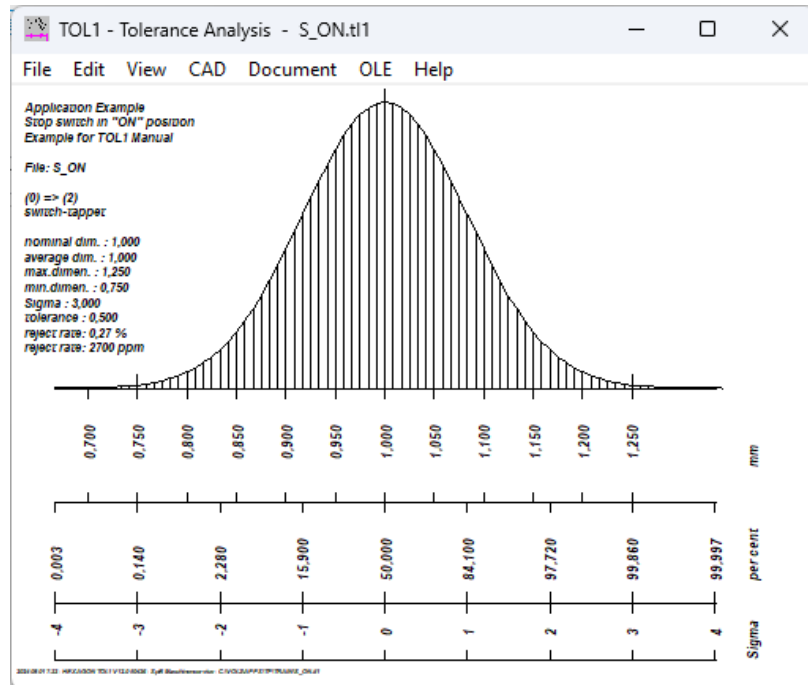 TOL1 - Tolerance Analysis - S_ON.tl1
File Edit View CAD Document OLE Help
Application Example
Stop switch in "ON" position
Example for TOL1 Manual
File: S_ON
(0) => (2)
switch-tappet
nominal dim. : 1,000
average dim. : 1,000
max.dimen. : 1,250
min.dimen. : 0,750
Sigma : 3,000
tolerance : 0,500
reject rate: 0,27 %
reject rate: 2700 ppm
0,700 0,750 0,800 0,850 0,900 0,950 1,000 1,050 1,100 1,150 1,200 1,250 mm
0,003 0,140 2,280 15,900 50,000 84,100 97,720 99,860 99,997 per cent
-4 -3 -2 -1 0 1 2 3 4 Sigma
HEXAGON TOL1